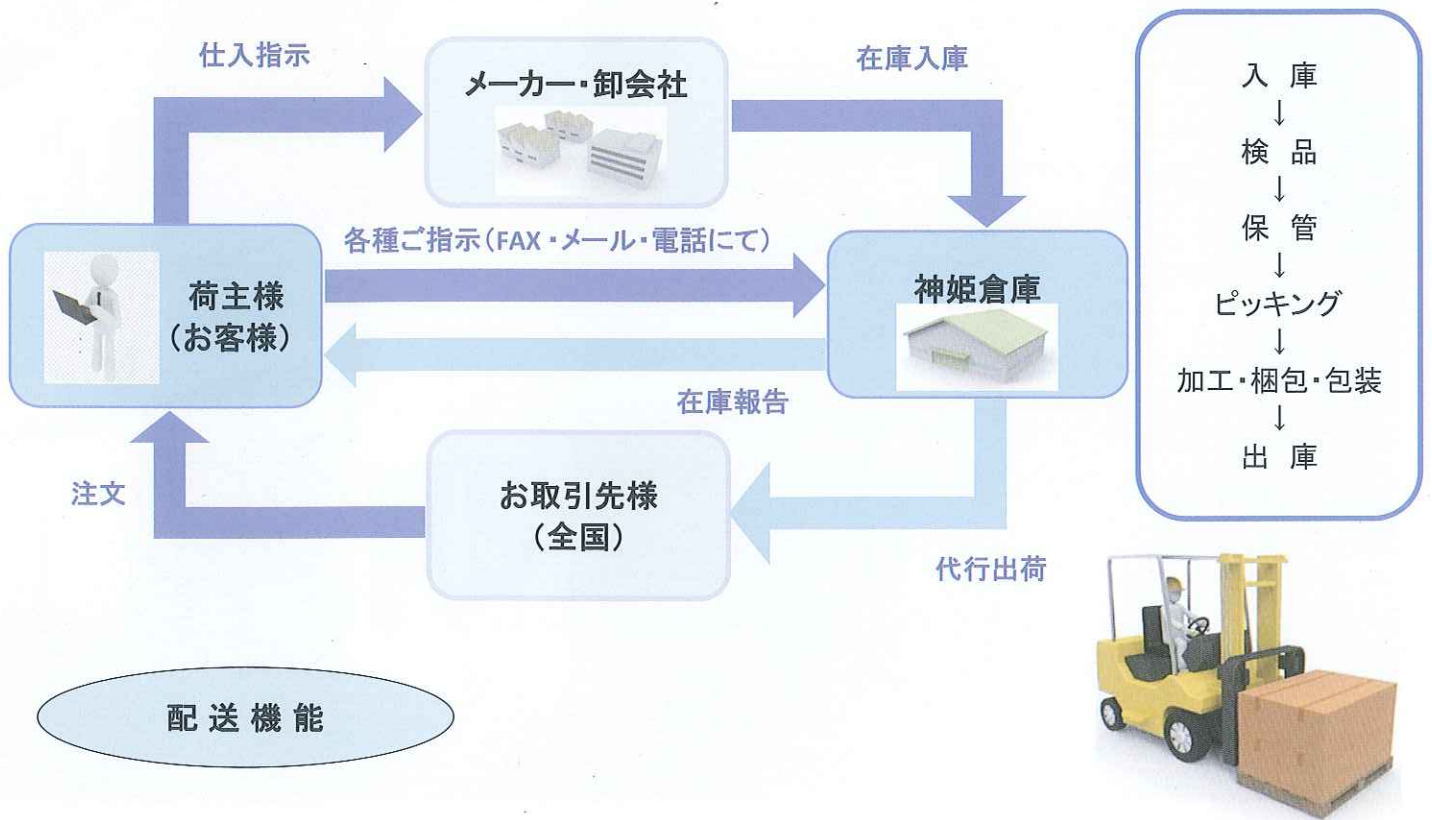 仕入指示
メーカー・卸会社
在庫入庫
各種ご指示（FAX・メール・電話にて）
荷主様
（お客様）
神姫倉庫
在庫報告
注文
お取引先様
（全国）
代行出荷
配送機能
入庫
↓
検品
↓
保管
↓
ピッキング
↓
加工・梱包・包装
↓
出庫